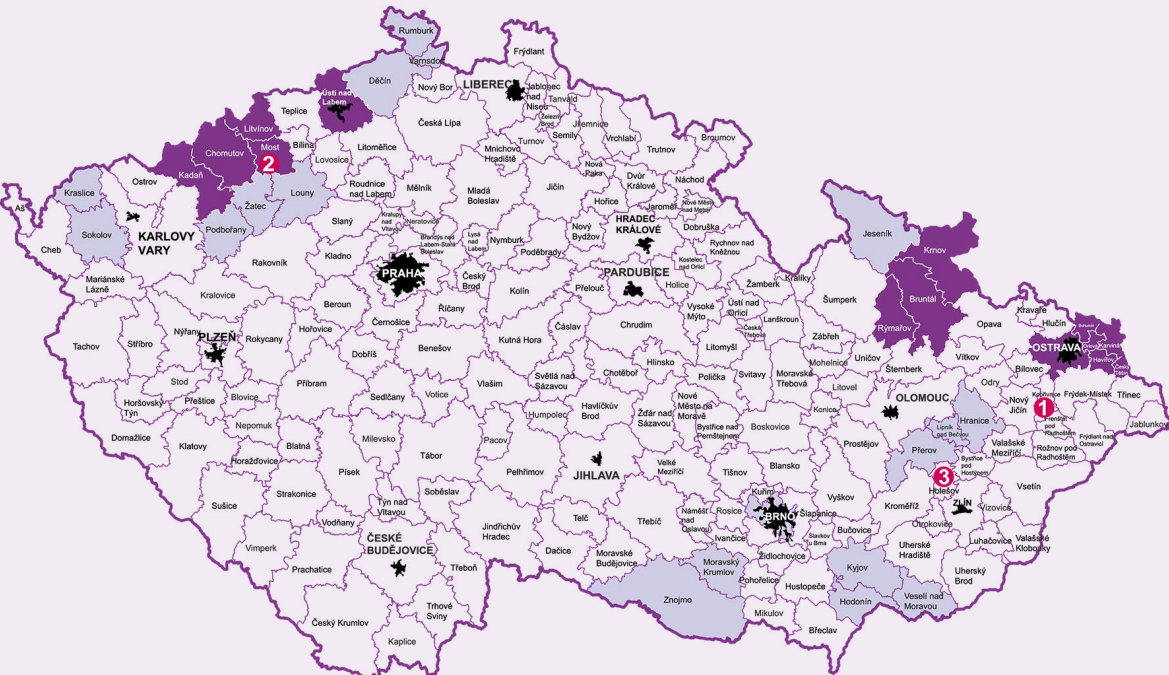 Rumburk
Varnsdorf
Děčín
Frýdlant
LIBEREC
Nový Bor
Jablonec
nad
Nisou
Tanvald
Železný
Brod
Jilemnice
Semily
Vrchlabí
Turnov
Trutnov
Broumov
Ústí nad
Labem
Teplice
Česká Lípa
Litvínov
Most
2
Bílina
Litoměřice
Lovosice
Mnichovo
Hradiště
Chomutov
Kadaň
Louny
Žatec
Podbořany
Roudnice
nad Labem
Mělník
Mladá
Boleslav
Jičín
Nová
Paka
Dvůr
Králové
Náchod
Hořice
Jaroměř
Nové Město
nad Metují
Dobruška
HRADEC
KRÁLOVÉ
Nový
Bydžov
Kraslice
Ostrov
Aš
Sokolov
KARLOVY
VARY
Cheb
Mariánské
Lázně
Slaný
Kralupy
nad
Vltavou
Neratovice
Brandýs nad
Labem-Stará
Boleslav
Lysá
nad
Labem
Nymburk
Poděbrady
Rakovník
Kladno
PRAHA
Český
Brod
Kolín
PARDUBICE
Přelouč
Holice
Kostelec
nad Orlicí
Rychnov nad
Kněžnou
Žamberk
Králíky
Jeseník
Krnov
Bruntál
Rýmařov
Šumperk
Kralovice
Beroun
Říčany
Černošice
Hořovice
Vysoké
Mýto
Ústí nad
Orlicí
Česká
Třebová
Lanškroun
Zábřeh
Opava
Kravaře
Hlučín
Bohumín
OSTRAVA
Orlová
Karviná
Havířov
Český
Těšín
Tachov
Stříbro
Nýřany
PLZEŇ
Rokycany
Dobříš
Benešov
Kutná Hora
Čáslav
Chrudim
Litomyšl
Hlinsko
Mohelnice
Uničov
Šternberk
Vítkov
Bílovec
Odry
Nový
Jičín
Kopřivnice
1
Frýdek-Místek
Třinec
Jablunkov
Frenštát
pod
Radhoštěm
Frýdlant nad
Ostravicí
Stod
Přeštice
Blovice
Příbram
Sedlčany
Votice
Vlašim
Světlá nad
Sázavou
Chotěboř
Polička
Svitavy
Moravská
Třebová
Litovel
OLOMOUC
Hranice
Lipník
nad Bečvou
Přerov
Valašské
Meziříčí
Rožnov pod
Radhoštěm
Horšovský
Týn
Domažlice
Klatovy
Nepomuk
Horažďovice
Blatná
Milevsko
Humpolec
Havlíčkův
Brod
Žďár nad
Sázavou
Nové
Město na
Moravě
Bystřice nad
Pernštejnem
Boskovice
Konice
Prostějov
Bystřice
pod
Hostýnem
3
Holešov
Vsetín
Písek
Tábor
Pacov
Pelhřimov
JIHLAVA
Velké
Meziříčí
Tišnov
Blansko
Vyškov
Kroměříž
ZLÍN
Vizovice
Otrokovice
Sušice
Strakonice
Vodňany
Týn nad
Vltavou
Soběslav
Jindřichův
Hradec
Telč
Třebíč
Náměšť
nad
Oslavou
Rosice
Kuřim
BRNO
Šlapanice
Ivančice
Slavkov
u Brna
Bučovice
Uherské
Hradiště
Luhačovice
Valašské
Klobouky
Uherský
Brod
Vimperk
Prachatice
ČESKÉ
BUDĚJOVICE
Třeboň
Dačice
Moravské
Budějovice
Moravský
Krumlov
Židlochovice
Pohořelice
Hustopeče
Kyjov
Hodonín
Veselí nad
Moravou
Znojmo
Mikulov
Břeclav
Český Krumlov
Trhové
Sviny
Kaplice